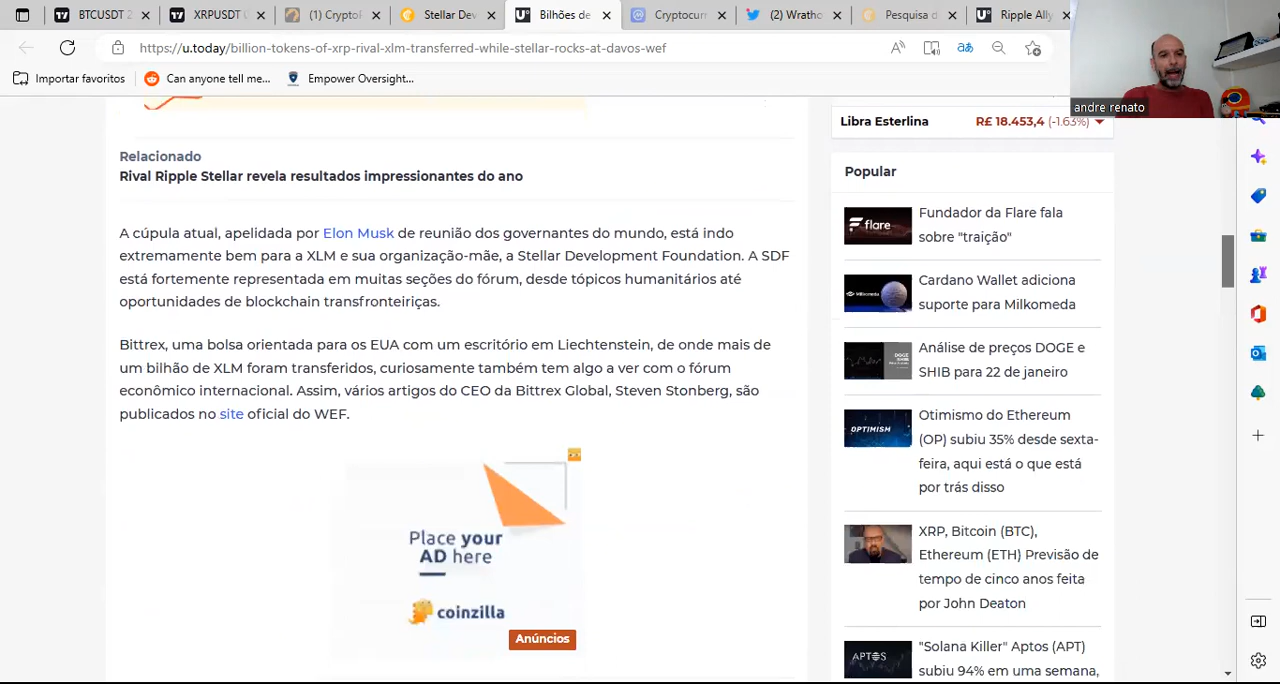 BTCUSDT 2
XRPUSDT
(1) CryptoF
Stellar Dev
Bilhões de
Cryptocurr
(2) Wratho
Pesquisa d
Ripple Ally
https://u.today/billion-tokens-of-xrp-rival-xlm-transferred-while-stellar-rocks-at-davos-wef
Importar favoritos
Can anyone tell me...
Empower Oversight...
andre renato
Libra Esterlina R£ 18.453,4 (-1.63%)
Relacionado
Rival Ripple Stellar revela resultados impressionantes do ano
A cúpula atual, apelidada por Elon Musk de reunião dos governantes do mundo, está indo
extremamente bem para a XLM e sua organização-mãe, a Stellar Development Foundation. A SDF
está fortemente representada em muitas seções do fórum, desde tópicos humanitários até
oportunidades de blockchain transfronteiriças.
Bittrex, uma bolsa orientada para os EUA com um escritório em Liechtenstein, de onde mais de
um bilhão de XLM foram transferidos, curiosamente também tem algo a ver com o fórum
econômico internacional. Assim, vários artigos do CEO da Bittrex Global, Steven Stonberg, são
publicados no site oficial do WEF.
Place your
AD here
coinzilla
Anúncios
Popular
flare
Fundador da Flare fala
sobre "traição"
Milkomeda
Cardano Wallet adiciona
suporte para Milkomeda
DOGE
SHIB
Análise de preços DOGE e
SHIB para 22 de janeiro
OPTIMISM
Otimismo do Ethereum
(OP) subiu 35% desde sexta-
feira, aqui está o que está
por trás disso
XRP, Bitcoin (BTC),
Ethereum (ETH) Previsão de
tempo de cinco anos feita
por John Deaton
APTOS
"Solana Killer" Aptos (APT)
subiu 94% em uma semana,